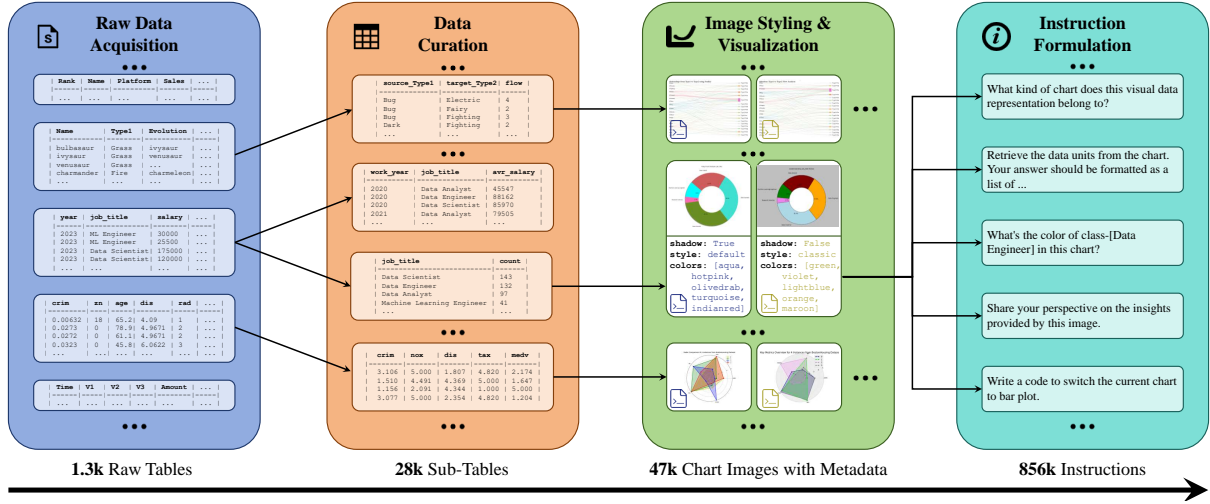 Raw Data
Acquisition
| Rank | Name | Platform | Sales | ... |
|------|------|----------|-------|-----|
| ... | ... | ... | ... | ... |
| Name | Type1 | Evolution | ... |
| bulbasaur | Grass | ivysaur | ... |
| ivysaur | Grass | venusaur | ... |
| venusaur | Grass | ... | ... |
| charmander | Fire | charmeleon| ... |
| ... | ... | ... | ... |
| year | job_title | salary | ... |
| 2023 | ML Engineer | 30000 | ... |
| 2023 | ML Engineer | 25500 | ... |
| 2023 | Data Scientist| 175000 | ... |
| 2023 | Data Scientist| 120000 | ... |
| ... | ... | ... | ... |
| crim | zn | age | dis | rad | ... |
| 0.00632 | 18 | 65.2| 4.09 | 1 | ... |
| 0.0273 | 0 | 78.9| 4.9671 | 2 | ... |
| 0.0272 | 0 | 61.1| 4.9671 | 2 | ... |
| 0.0323 | 0 | 45.8| 6.0622 | 3 | ... |
| ... | ...| ... | ... | ... | ... |
| Time | V1 | V2 | V3 | Amount | ... |
| ... | ... | ... | ... | ... | ... |
1.3k Raw Tables
Data
Curation
| source_Type1 | target_Type2| flow |
| Bug | Electric | 4 |
| Bug | Fairy | 2 |
| Bug | Fighting | 3 |
| Dark | Fighting | 2 |
| ... | ... | ... |
| work_year | job_title | avr_salary |
| 2020 | Data Analyst | 45547 |
| 2020 | Data Engineer | 88162 |
| 2020 | Data Scientist | 85970 |
| 2021 | Data Analyst | 79505 |
| ... | ... | ... |
| job_title | count |
| Data Scientist | 143 |
| Data Engineer | 132 |
| Data Analyst | 97 |
| Machine Learning Engineer | 41 |
| ... | ... |
| crim | nox | dis | tax | medv |
| 3.106 | 5.000 | 1.807 | 4.820 | 2.174 |
| 1.510 | 4.491 | 4.369 | 5.000 | 1.647 |
| 1.156 | 2.091 | 4.344 | 1.000 | 5.000 |
| 3.077 | 5.000 | 2.354 | 4.820 | 1.204 |
28k Sub-Tables
Image Styling &
Visualization
shadow: True
style: default
colors: [aqua,
hotpink,
olivedrab,
turquoise,
indianred]
shadow: False
style: classic
colors: [green,
violet,
lightblue,
orange,
maroon]
47k Chart Images with Metadata
Instruction
Formulation
What kind of chart does this visual data
representation belong to?
Retrieve the data units from the chart.
Your answer should be formatted as a
list of ...
What's the color of class-[Data
Engineer] in this chart?
Share your perspective on the insights
provided by this image.
Write a code to switch the current chart
to bar plot.
856k Instructions